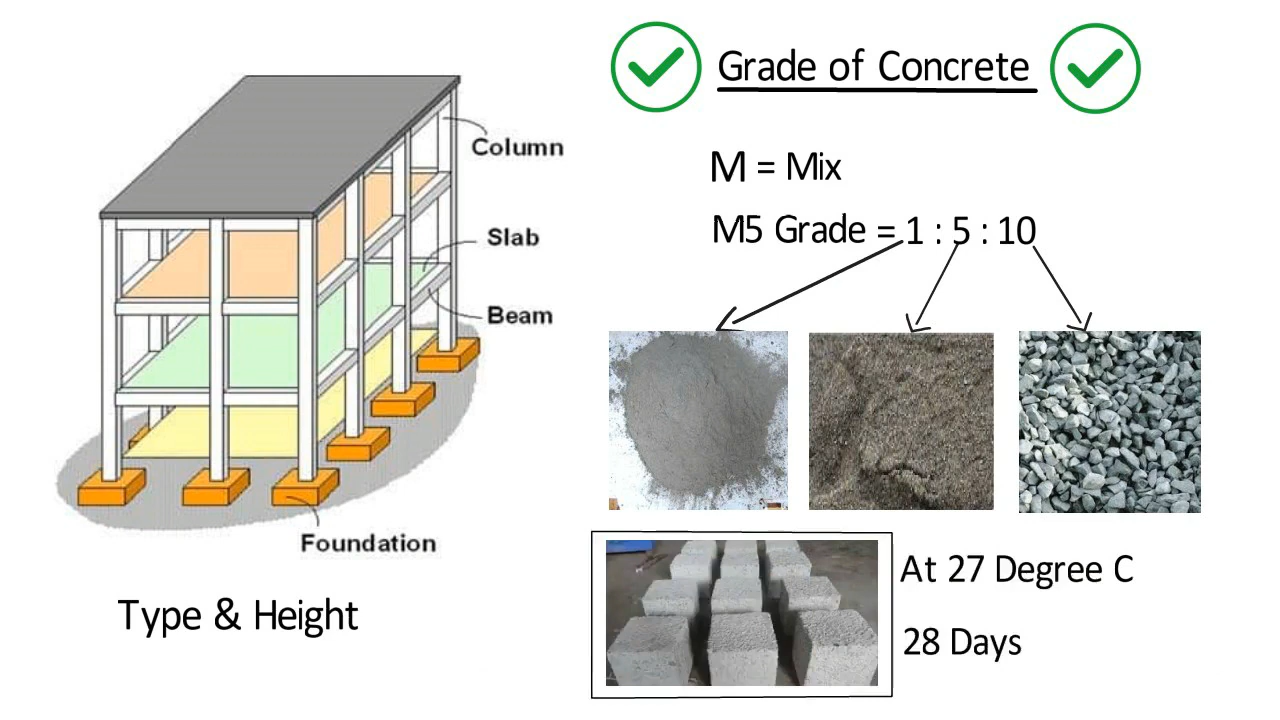 Grade of Concrete
Column
Slab
Beam
Foundation
Type & Height
M = Mix
M5 Grade = 1 : 5 : 10
At 27 Degree C
28 Days